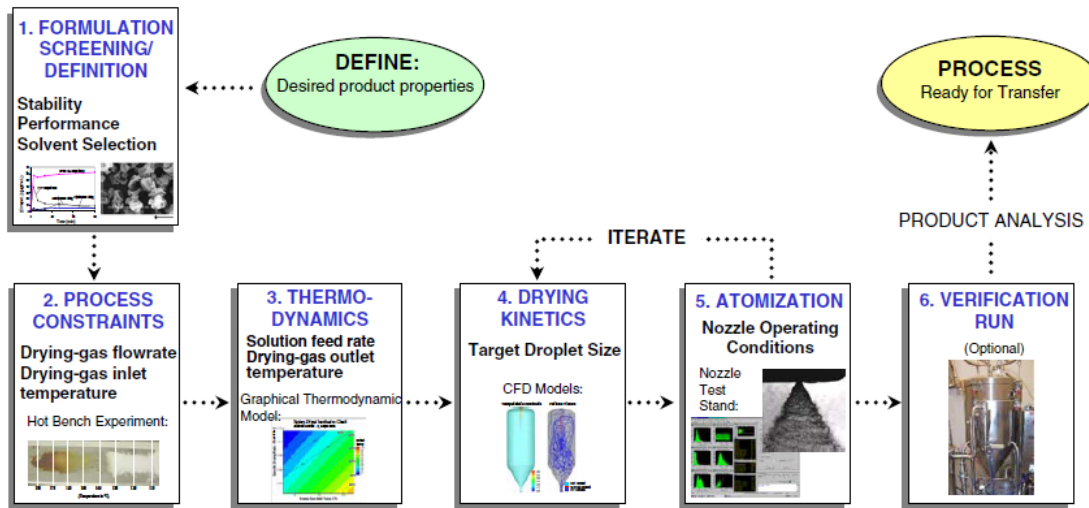 1. FORMULATION
SCREENING/
DEFINITION
Stability
Performance
Solvent Selection
DEFINE:
Desired product properties
PROCESS
Ready for Transfer
PRODUCT ANALYSIS
ITERATE
2. PROCESS
CONSTRAINTS
Drying-gas flowrate
Drying-gas inlet
temperature
Hot Bench Experiment:
3. THERMO-
DYNAMICS
Solution feed rate
Drying-gas outlet
temperature
Graphical Thermodynamic
Model:
4. DRYING
KINETICS
Target Droplet Size
CFD Models:
5. ATOMIZATION
Nozzle Operating
Conditions
Nozzle
Test
Stand:
6. VERIFICATION
RUN
(Optional)